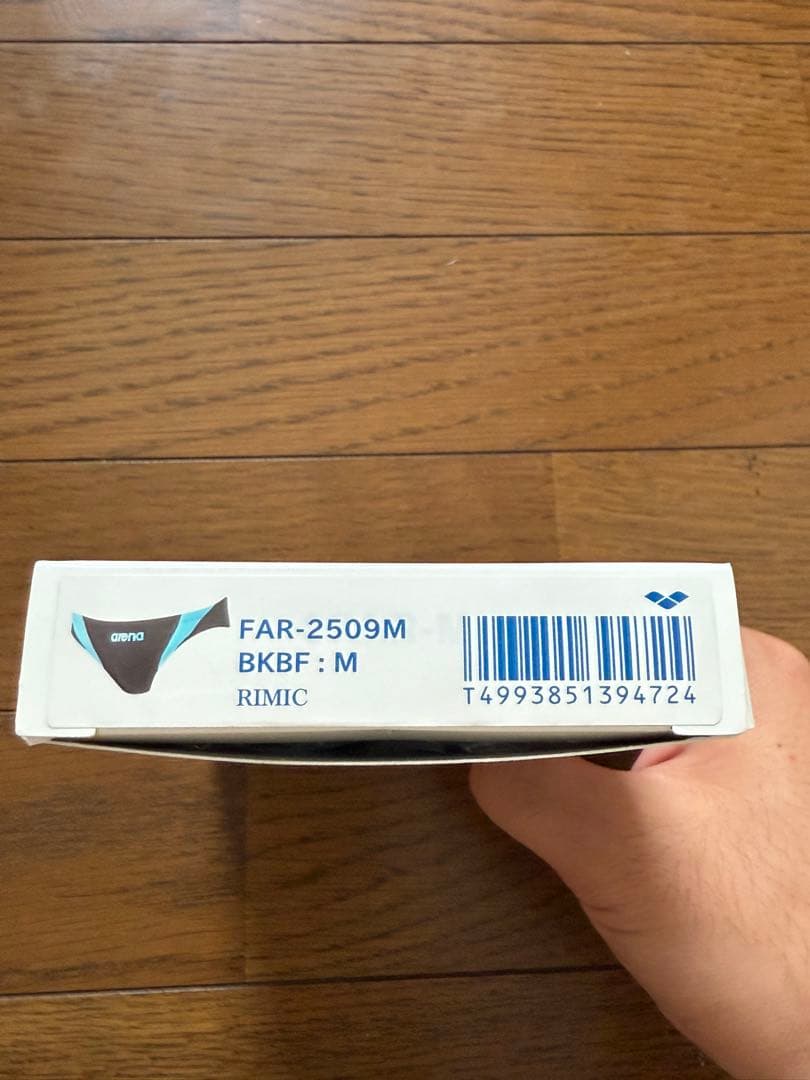 arena
FAR-2509M
BKBF : M
RIMIC
T4993851394724